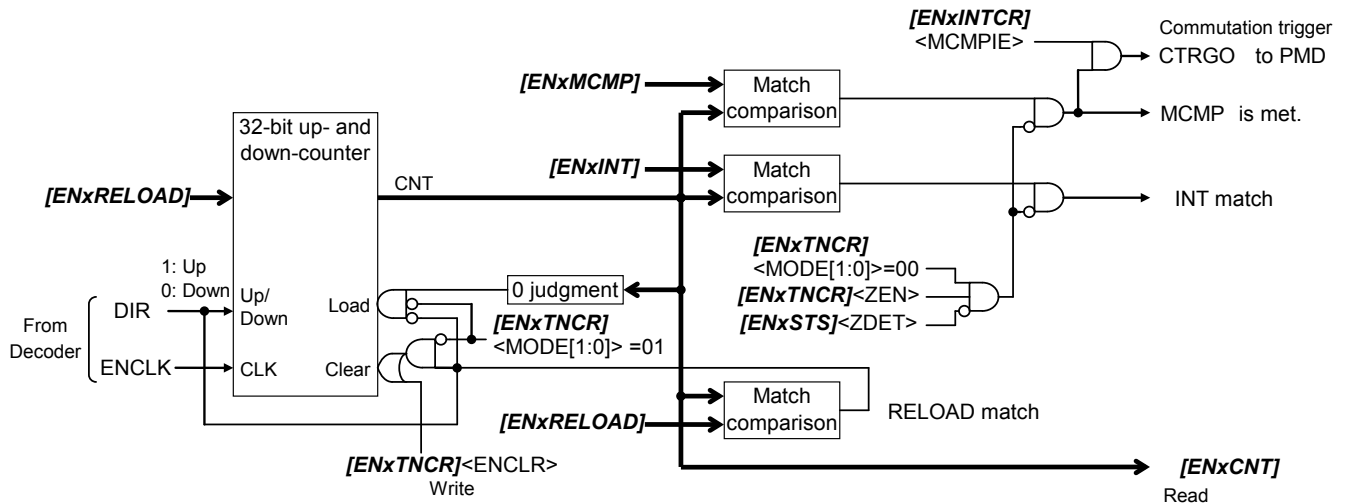 [ENxINTCR]
<MCMPIE>
Commutation trigger
CTRGO to PMD
[ENxMCMP]
Match
comparison
MCMP is met.
32-bit up- and
down-counter
[ENxINT]
Match
comparison
CNT
[ENxRELOAD]
INT match
[ENxTNCR]
<MODE[1:0]>=00
[ENxTNCR]<ZEN>
[ENxSTS]<ZDET>
1: Up
0: Down
0 judgment
From
Decoder
DIR
Up/
Down
Load
[ENxTNCR]
<MODE[1:0]> =01
ENCLK
CLK
Clear
Match
comparison
RELOAD match
[ENxRELOAD]
[ENxTNCR]<ENCLR>
Write
[ENxCNT]
Read